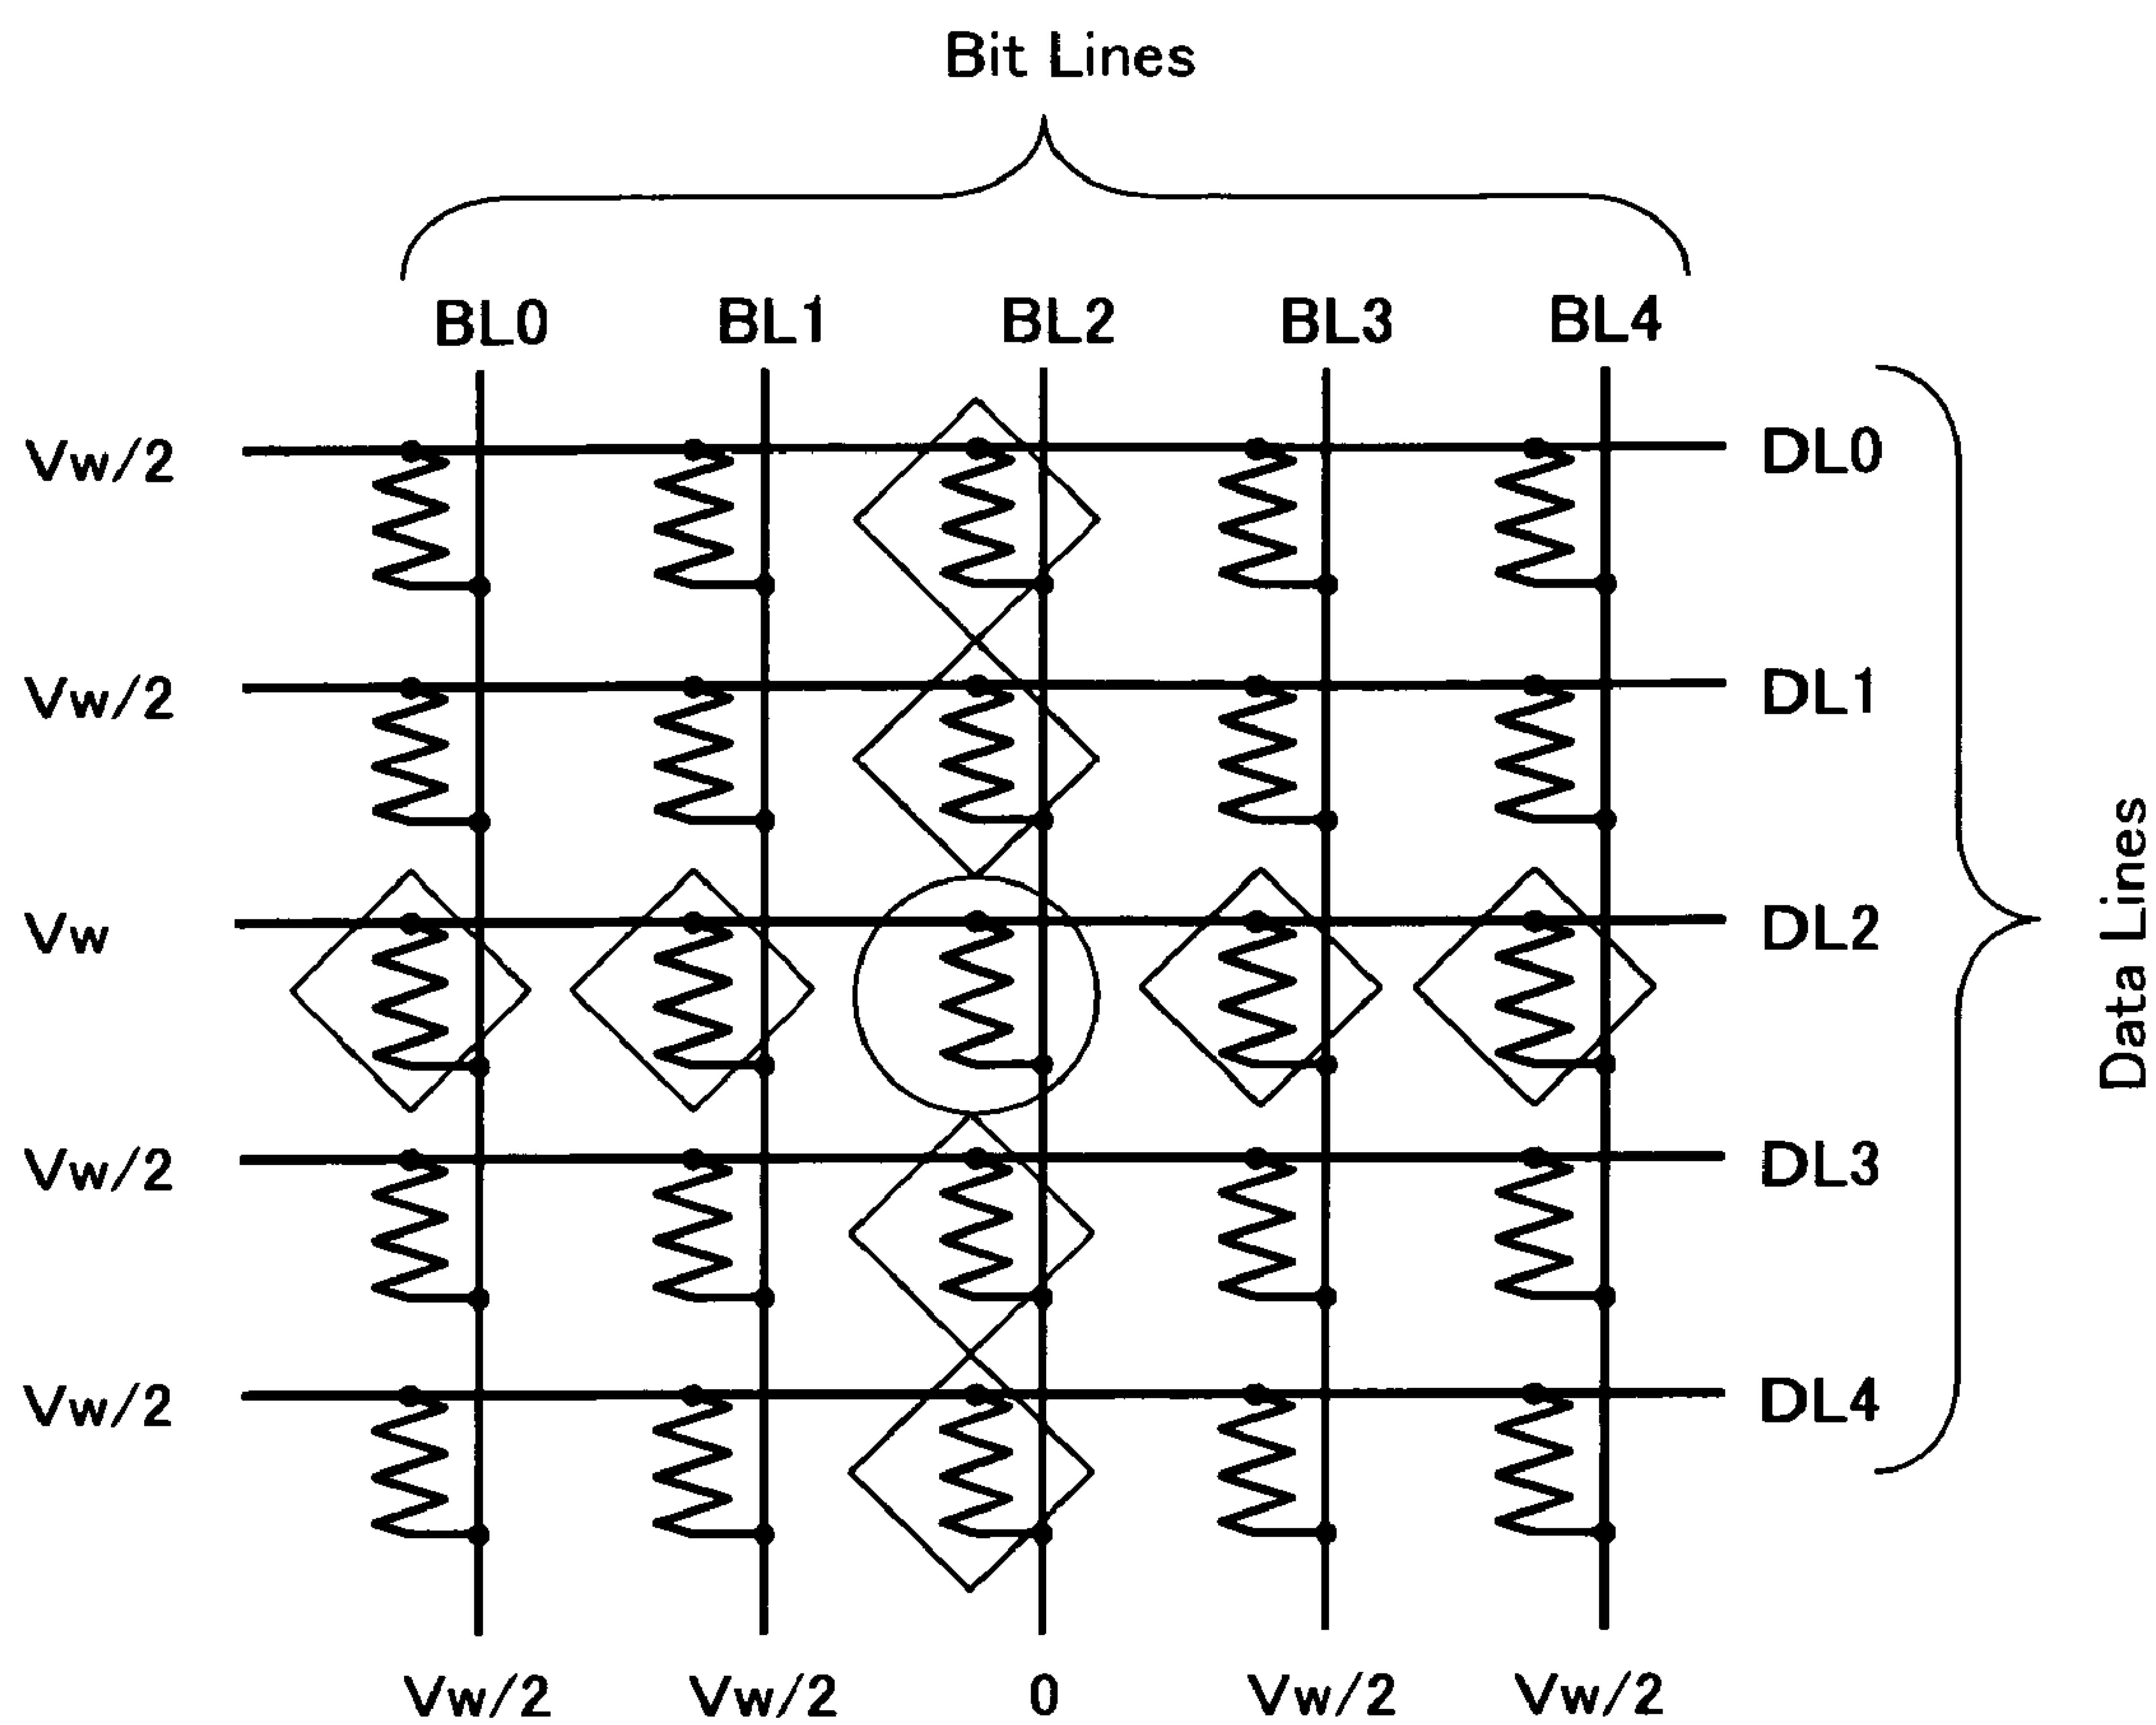 Bit Lines
BL0 BL1 BL2 BL3 BL4
Vw/2 DL0
Vw/2 DL1
Vw DL2
Vw/2 DL3
Vw/2 DL4
Data Lines
Vw/2 Vw/2 0 Vw/2 Vw/2